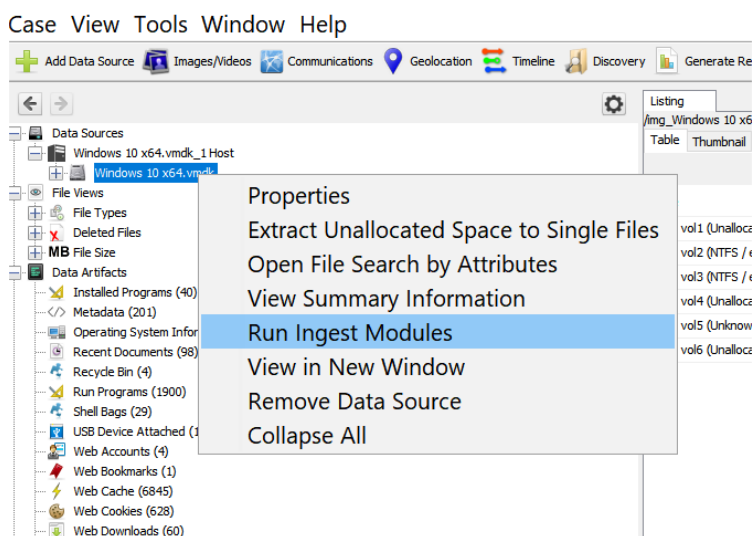 Case View Tools Window Help
Add Data Source Images/Videos Communications Geolocation Timeline Discovery Generate Re
Listing
/img_Windows 10 x6
Table Thumbnail
Data Sources
Windows 10 x64.vmdk_1 Host
Windows 10 x64.vmdk
File Views
File Types
Deleted Files
MB File Size
Data Artifacts
Installed Programs (40)
Metadata (201)
Operating System Infor
Recent Documents (98)
Recycle Bin (4)
Run Programs (1900)
Shell Bags (29)
USB Device Attached (1
Web Accounts (4)
Web Bookmarks (1)
Web Cache (6845)
Web Cookies (628)
Web Downloads (60)
Properties
Extract Unallocated Space to Single Files
Open File Search by Attributes
View Summary Information
Run Ingest Modules
View in New Window
Remove Data Source
Collapse All
vol1 (Unalloca
vol2 (NTFS / e
vol3 (NTFS / e
vol4 (Unalloca
vol5 (Unknow
vol6 (Unalloca